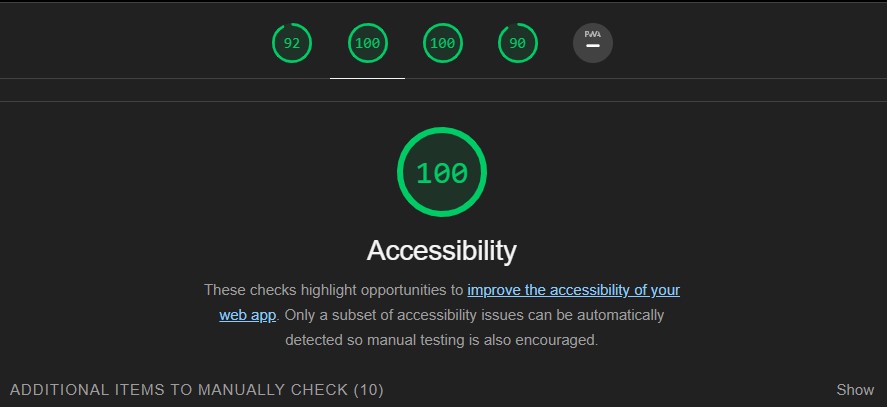 92 100 100 90 PWA
100
Accessibility
These checks highlight opportunities to improve the accessibility of your
web app. Only a subset of accessibility issues can be automatically
detected so manual testing is also encouraged.
ADDITIONAL ITEMS TO MANUALLY CHECK (10) Show